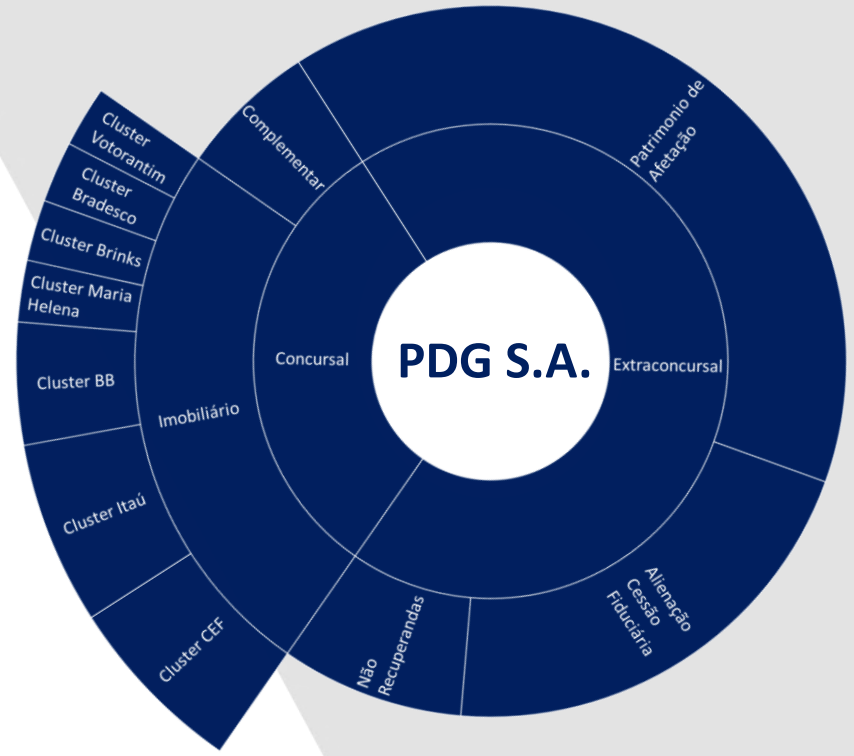 Cluster
Votorantim
Cluster
Bradesco
Cluster Brinks
Cluster Maria
Helena
Cluster BB
Cluster Itaú
Cluster CEF
Complementar
Imobiliário
Concursal
PDG S.A.
Extraconcursal
Patrimonio de
Afetação
Alienação
Cessão
Fiduciária
Não
Recuperandas